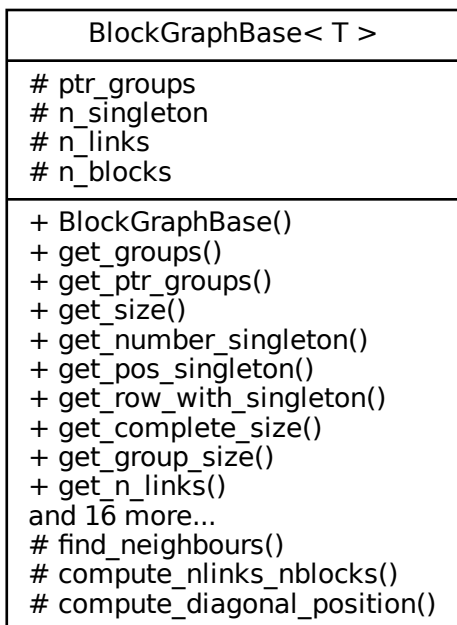 BlockGraphBase< T >
# ptr_groups
# n_singleton
# n_links
# n_blocks
+ BlockGraphBase()
+ get_groups()
+ get_ptr_groups()
+ get_size()
+ get_number_singleton()
+ get_pos_singleton()
+ get_row_with_singleton()
+ get_complete_size()
+ get_group_size()
+ get_n_links()
and 16 more...
# find_neighbours()
# compute_nlinks_nblocks()
# compute_diagonal_position()